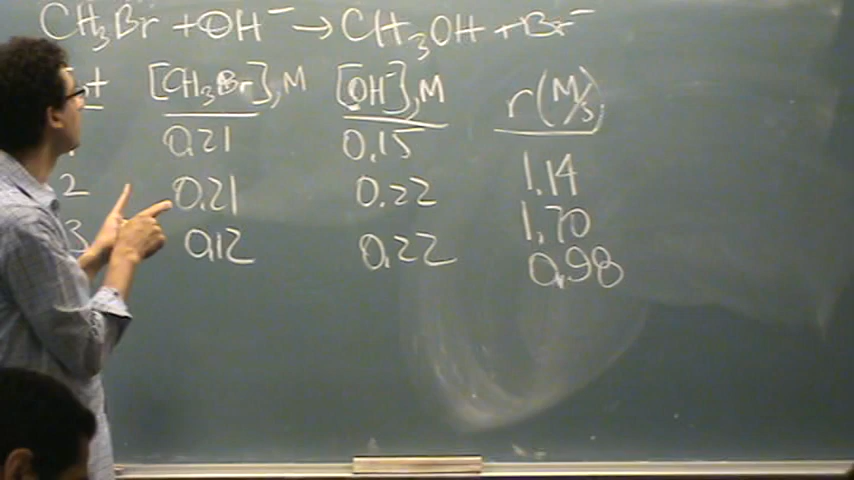 CH₃Br + OH⁻ → CH₃OH + Br⁻
[CH₃Br], M [OH⁻], M r(M/s)
0.21 0.15 1.14
2 0.21 0.22 1.70
3 0.12 0.22 0.98